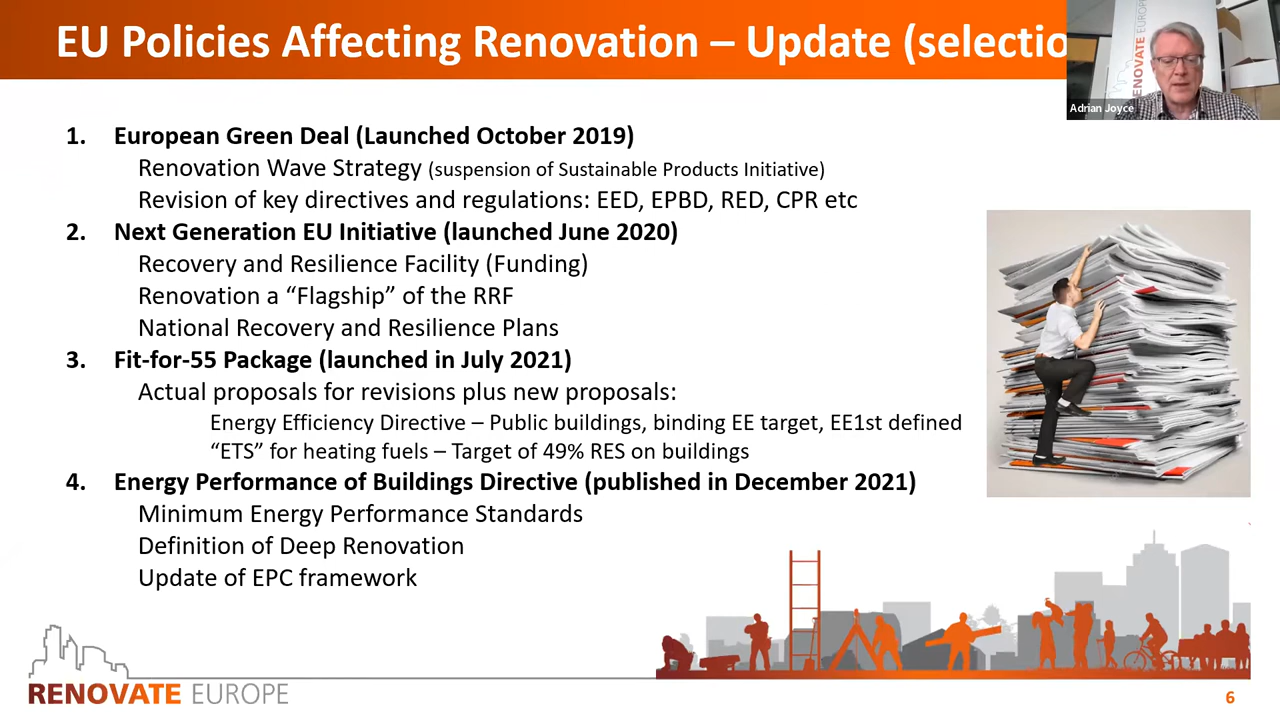 EU Policies Affecting Renovation – Update (selectio
RENOVATE EUROPE
Adrian Joyce
1. European Green Deal (Launched October 2019)
Renovation Wave Strategy (suspension of Sustainable Products Initiative)
Revision of key directives and regulations: EED, EPBD, RED, CPR etc
2. Next Generation EU Initiative (launched June 2020)
Recovery and Resilience Facility (Funding)
Renovation a “Flagship” of the RRF
National Recovery and Resilience Plans
3. Fit-for-55 Package (launched in July 2021)
Actual proposals for revisions plus new proposals:
Energy Efficiency Directive – Public buildings, binding EE target, EE1st defined
“ETS” for heating fuels – Target of 49% RES on buildings
4. Energy Performance of Buildings Directive (published in December 2021)
Minimum Energy Performance Standards
Definition of Deep Renovation
Update of EPC framework
RENOVATE EUROPE
6